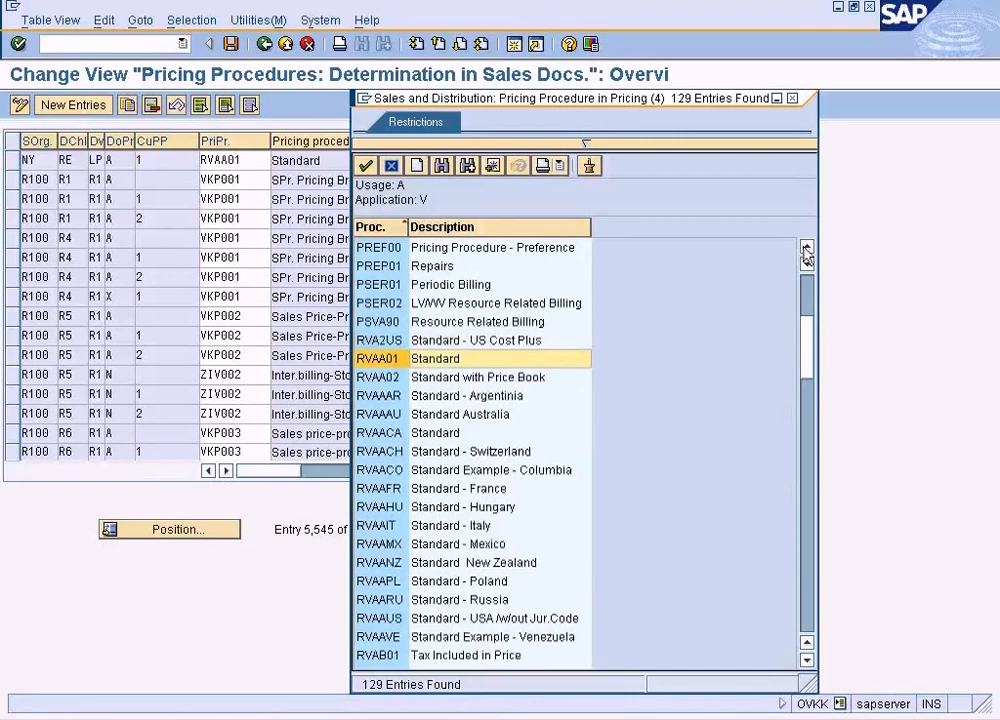 Table View Edit Goto Selection Utilities(M) System Help
SAP
Change View "Pricing Procedures: Determination in Sales Docs.": Overvi
New Entries
SOrg. DChl Dv DoPr CuPP PriPr. Pricing proced
NY RE LP A 1 RVAA01 Standard
R100 R1 R1 A VKP001 SPr. Pricing Br
R100 R1 R1 A 1 VKP001 SPr. Pricing Br
R100 R1 R1 A 2 VKP001 SPr. Pricing Br
R100 R4 R1 A VKP001 SPr. Pricing Br
R100 R4 R1 A 1 VKP001 SPr. Pricing Br
R100 R4 R1 A 2 VKP001 SPr. Pricing Br
R100 R4 R1 X 1 VKP001 SPr. Pricing Br
R100 R5 R1 A VKP002 Sales Price-Pr
R100 R5 R1 A 1 VKP002 Sales Price-Pr
R100 R5 R1 A 2 VKP002 Sales Price-Pr
R100 R5 R1 N ZIV002 Inter.billing-Sto
R100 R5 R1 N 1 ZIV002 Inter.billing-Sto
R100 R5 R1 N 2 ZIV002 Inter.billing-Sto
R100 R6 R1 A VKP003 Sales price-pro
R100 R6 R1 A 1 VKP003 Sales price-pro
Position... Entry 5,545 of
Sales and Distribution: Pricing Procedure in Pricing (4) 129 Entries Found
Restrictions
Usage: A
Application: V
Proc. Description
PREF00 Pricing Procedure - Preference
PREP01 Repairs
PSER01 Periodic Billing
PSER02 LV/WV Resource Related Billing
PSVA90 Resource Related Billing
RVA2US Standard - US Cost Plus
RVAA01 Standard
RVAA02 Standard with Price Book
RVAAAR Standard - Argentinia
RVAAAU Standard Australia
RVAACA Standard
RVAACH Standard - Switzerland
RVAACO Standard Example - Columbia
RVAAFR Standard - France
RVAAHU Standard - Hungary
RVAAIT Standard - Italy
RVAAMX Standard - Mexico
RVAANZ Standard New Zealand
RVAAPL Standard - Poland
RVAARU Standard - Russia
RVAAUS Standard - USA /w/out Jur.Code
RVAAVE Standard Example - Venezuela
RVAB01 Tax Included in Price
129 Entries Found
OVKK sapserver INS